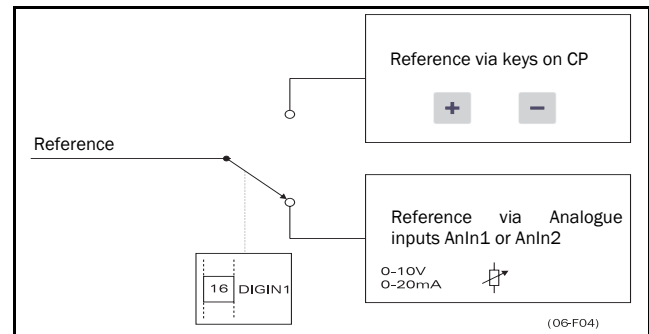 Reference via keys on CP
+ −
Reference
Reference via Analogue
inputs AnIn1 or AnIn2
0-10V
0-20mA
16 DIGIN1
(06-F04)